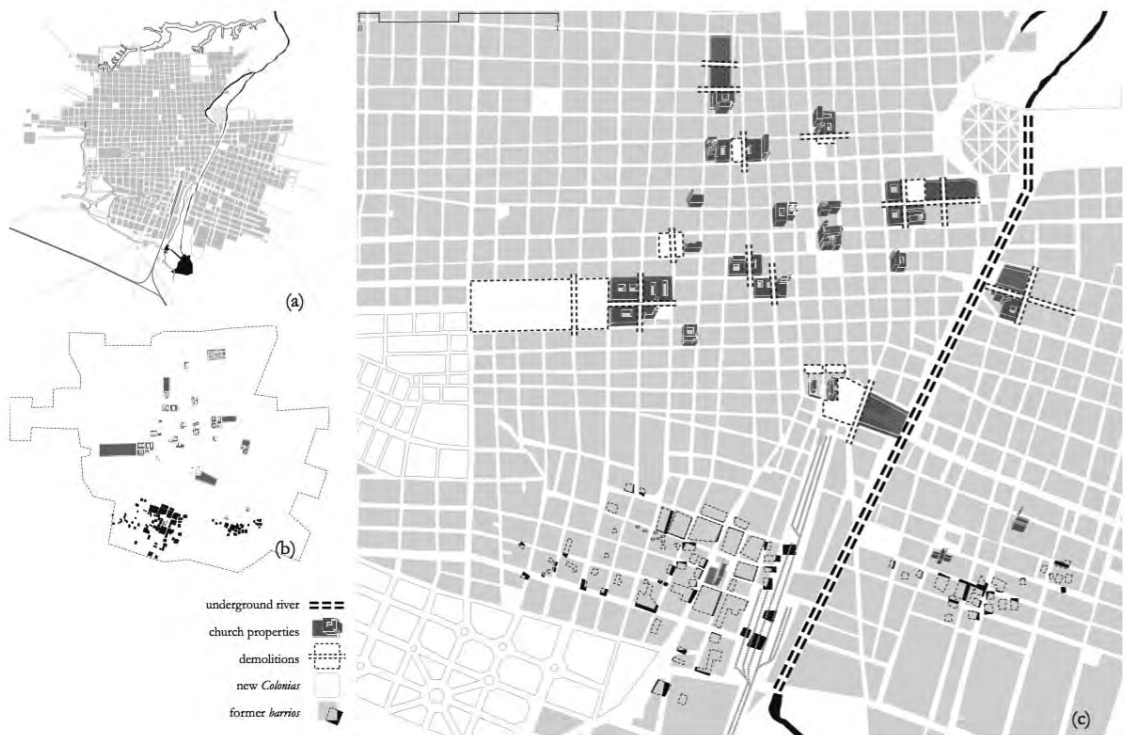 (a)
(b)
underground river
church properties
demolitions
new Colonias
former barrios
(c)